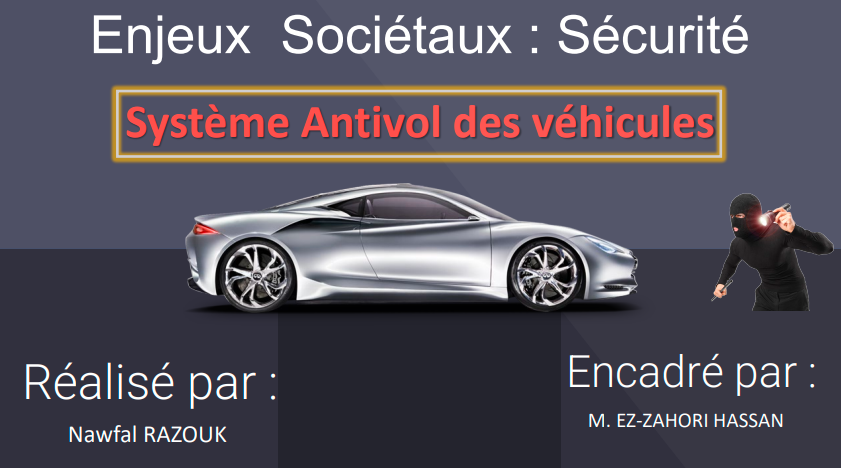 Enjeux Sociétaux : Sécurité
Système Antivol des véhicules
Réalisé par :
Nawfal RAZOUK
Encadré par :
M. EZ-ZAHORI HASSAN